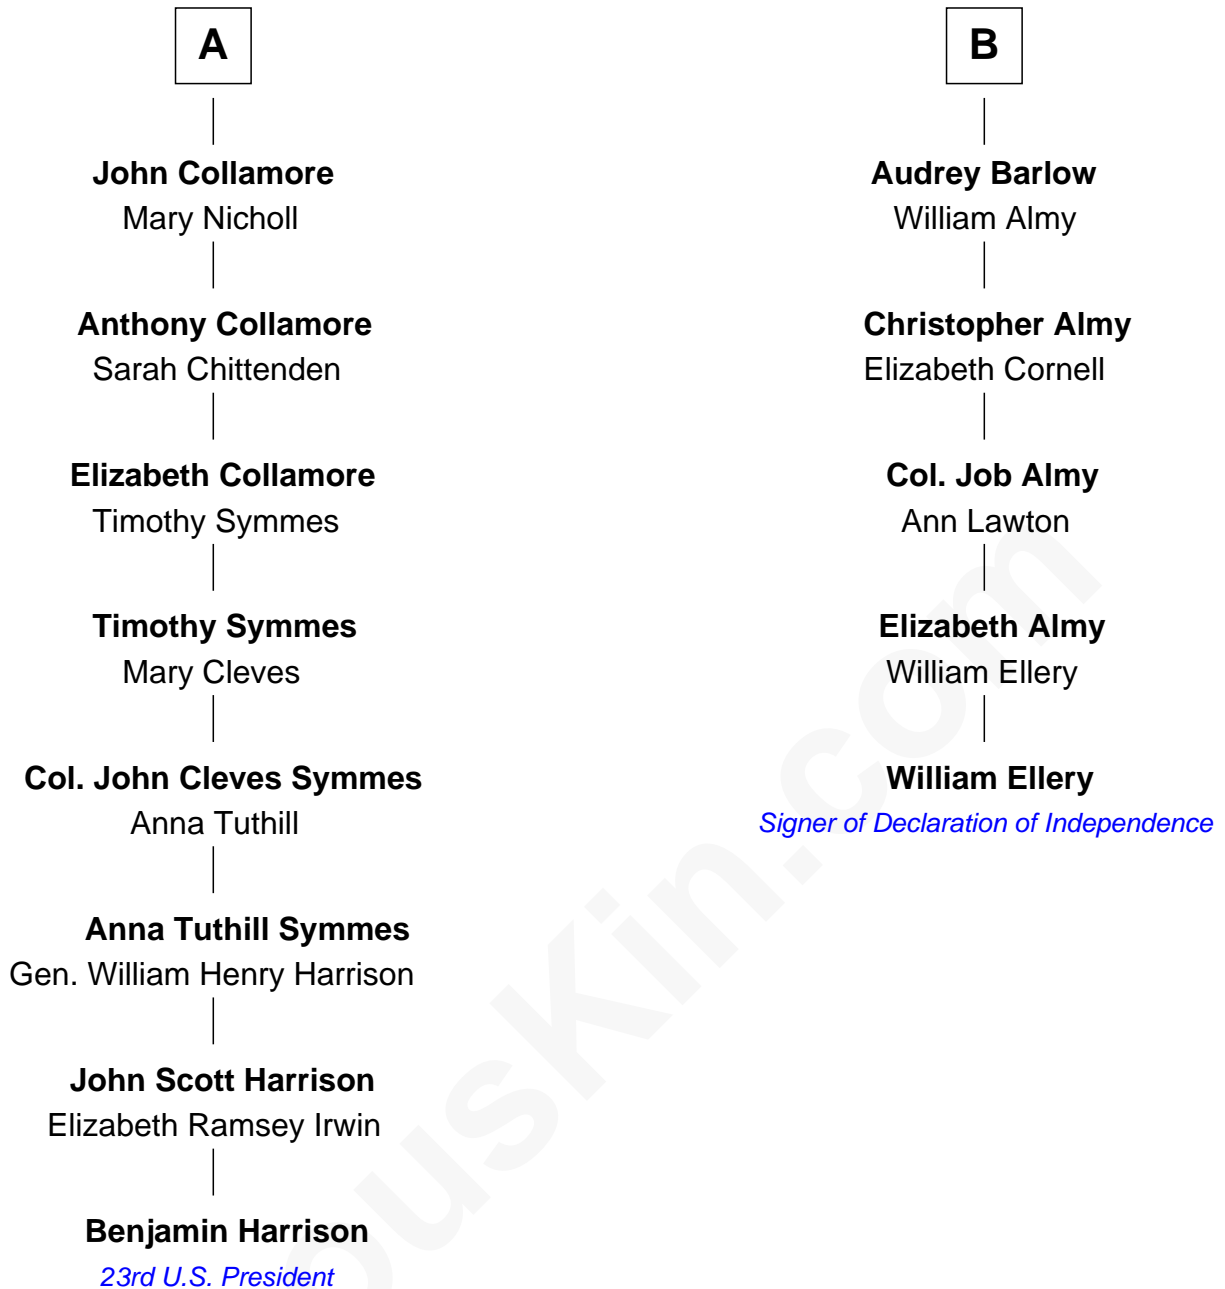 A
John Collamore
Mary Nicholl
Anthony Collamore
Sarah Chittenden
Elizabeth Collamore
Timothy Symmes
Timothy Symmes
Mary Cleves
Col. John Cleves Symmes
Anna Tuthill
Anna Tuthill Symmes
Gen. William Henry Harrison
John Scott Harrison
Elizabeth Ramsey Irwin
Benjamin Harrison
23rd U.S. President
B
Audrey Barlow
William Almy
Christopher Almy
Elizabeth Cornell
Col. Job Almy
Ann Lawton
Elizabeth Almy
William Ellery
William Ellery
Signer of Declaration of Independence
ousKin.com